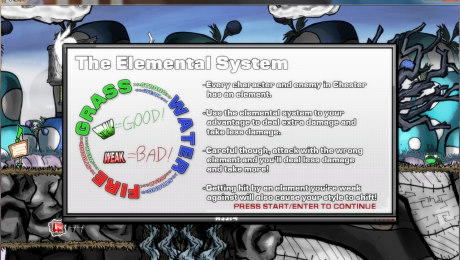 The Elemental System
-Every character and enemy in Chester
has an element.
-Use the elemental system to your
advantage to deal extra damage and
take less damage.
-Careful though, attack with the wrong
element and you'll deal less damage
and take more!
-Getting hit by an element you're weak
against will also cause your style to shift!
GRASS
WATER
FIRE
=GOOD!
WEAK =BAD!
PRESS START/ENTER TO CONTINUE